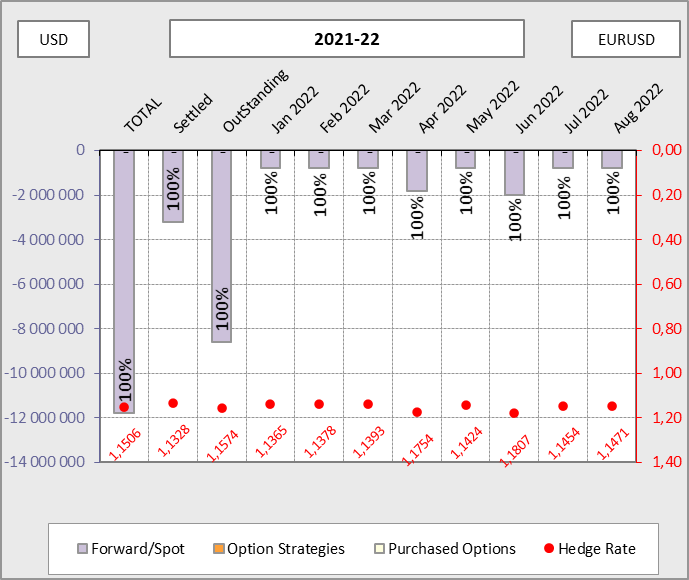 USD 2021-22 EURUSD
TOTAL Settled OutStanding Jan 2022 Feb 2022 Mar 2022 Apr 2022 May 2022 Jun 2022 Jul 2022 Aug 2022
0 0,00
-2 000 000 0,20
-4 000 000 0,40
-6 000 000 0,60
-8 000 000 0,80
-10 000 000 1,00
-12 000 000 1,20
-14 000 000 1,40
100% 100% 100% 100% 100% 100% 100% 100% 100% 100% 100%
1,1506 1,1328 1,1574 1,1365 1,1378 1,1393 1,1754 1,1424 1,1807 1,1454 1,1471
Forward/Spot Option Strategies Purchased Options Hedge Rate